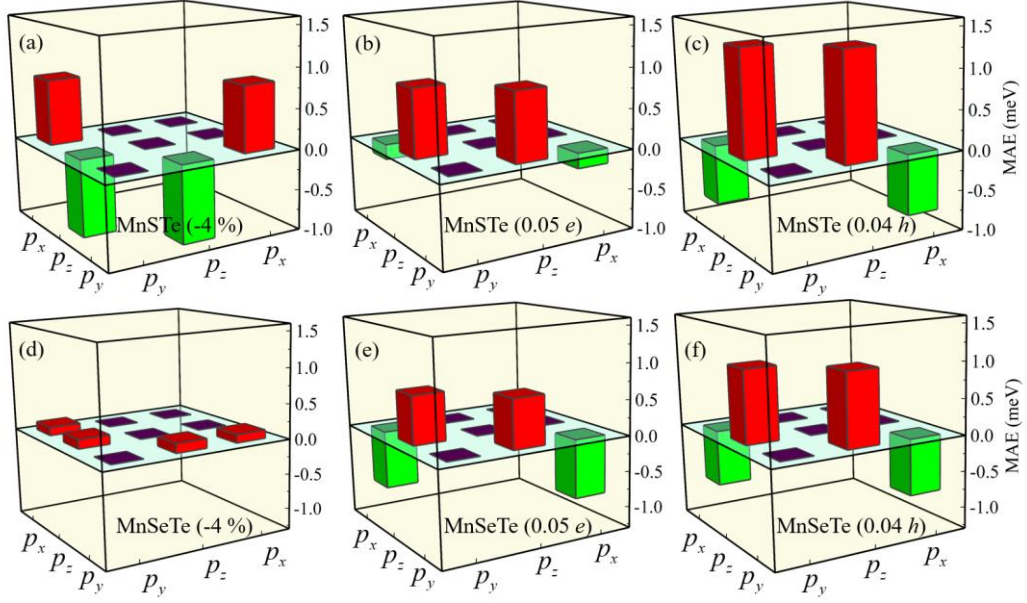 (a)
1.5
1.0
0.5
0.0
-0.5
-1.0
MnSTe (-4 %)
p_x
p_z
p_y
p_y
p_z
p_x
(b)
1.5
1.0
0.5
0.0
-0.5
-1.0
MnSTe (0.05 e)
p_x
p_z
p_y
p_y
p_z
p_x
(c)
1.5
1.0
0.5
0.0
-0.5
-1.0
MAE (meV)
MnSTe (0.04 h)
p_x
p_z
p_y
p_y
p_z
p_x
(d)
1.5
1.0
0.5
0.0
-0.5
-1.0
MnSeTe (-4 %)
p_x
p_z
p_y
p_y
p_z
p_x
(e)
1.5
1.0
0.5
0.0
-0.5
-1.0
MnSeTe (0.05 e)
p_x
p_z
p_y
p_y
p_z
p_x
(f)
1.5
1.0
0.5
0.0
-0.5
-1.0
MAE (meV)
MnSeTe (0.04 h)
p_x
p_z
p_y
p_y
p_z
p_x